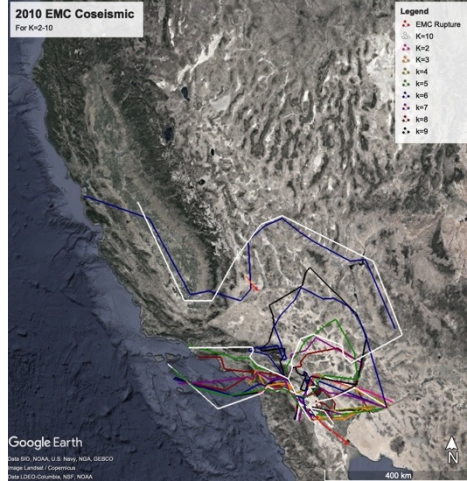 2010 EMC Coseismic
For K=2-10
Legend
EMC Rupture
K=10
K=2
K=3
k=4
k=5
k=6
k=7
k=8
k=9
Google Earth
Data SIO, NOAA, U.S. Navy, NGA, GEBCO
Image Landsat / Copernicus
Data LDEO-Columbia, NSF, NOAA
N
400 km